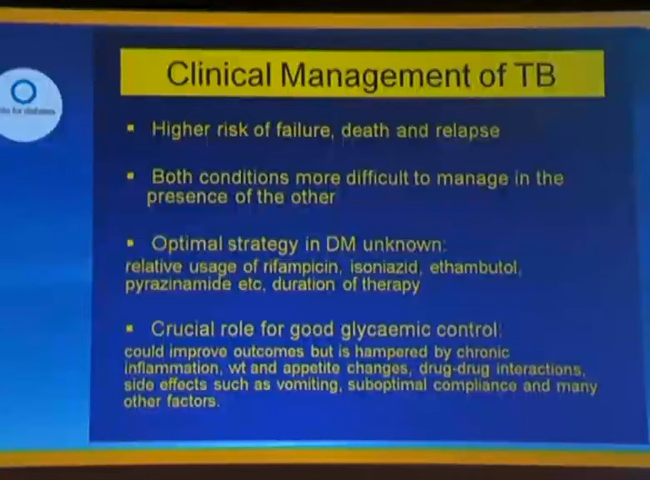 Clinical Management of TB
▪ Higher risk of failure, death and relapse
▪ Both conditions more difficult to manage in the
presence of the other
▪ Optimal strategy in DM unknown:
relative usage of rifampicin, isoniazid, ethambutol,
pyrazinamide etc, duration of therapy
▪ Crucial role for good glycaemic control:
could improve outcomes but is hampered by chronic
inflammation, wt and appetite changes, drug-drug interactions,
side effects such as vomiting, suboptimal compliance and many
other factors.
for diabetes